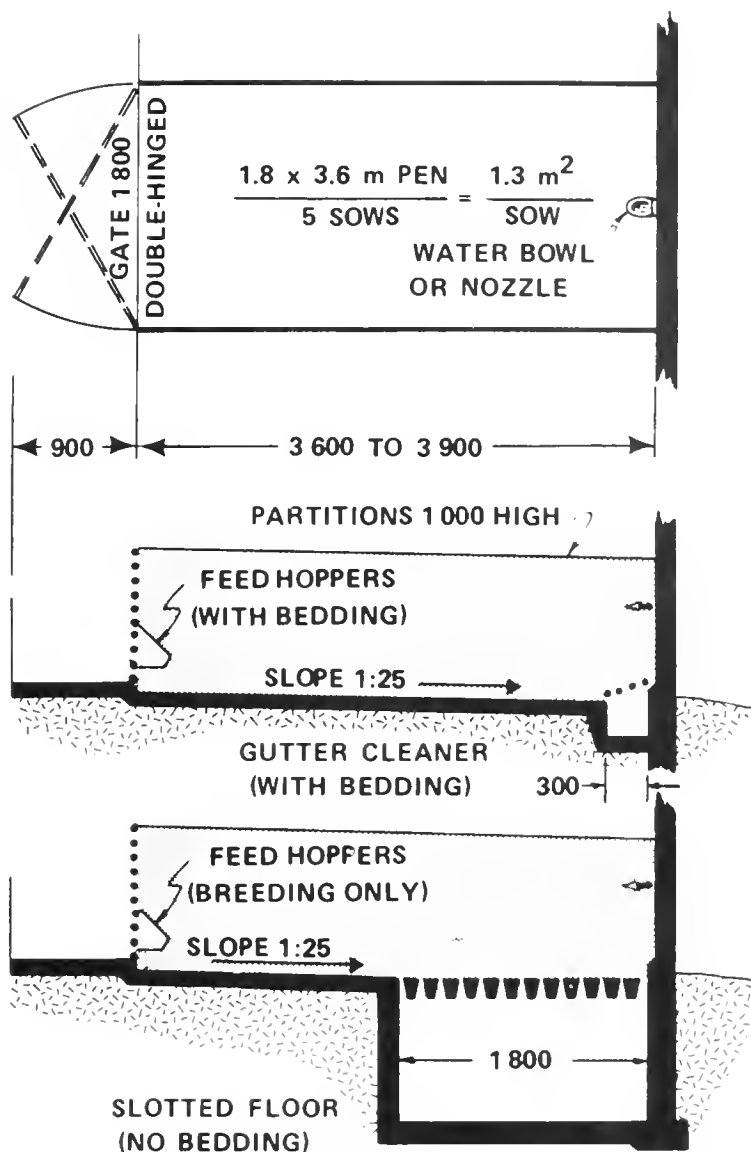 GATE 1 800
DOUBLE-HINGED
1.8 x 3.6 m PEN = 1.3 m²
5 SOWS SOW
WATER BOWL
OR NOZZLE
900
3 600 TO 3 900
PARTITIONS 1 000 HIGH
FEED HOPPERS
(WITH BEDDING)
SLOPE 1:25
GUTTER CLEANER
(WITH BEDDING)
300
FEED HOPPERS
(BREEDING ONLY)
SLOPE 1:25
1 800
SLOTTED FLOOR
(NO BEDDING)